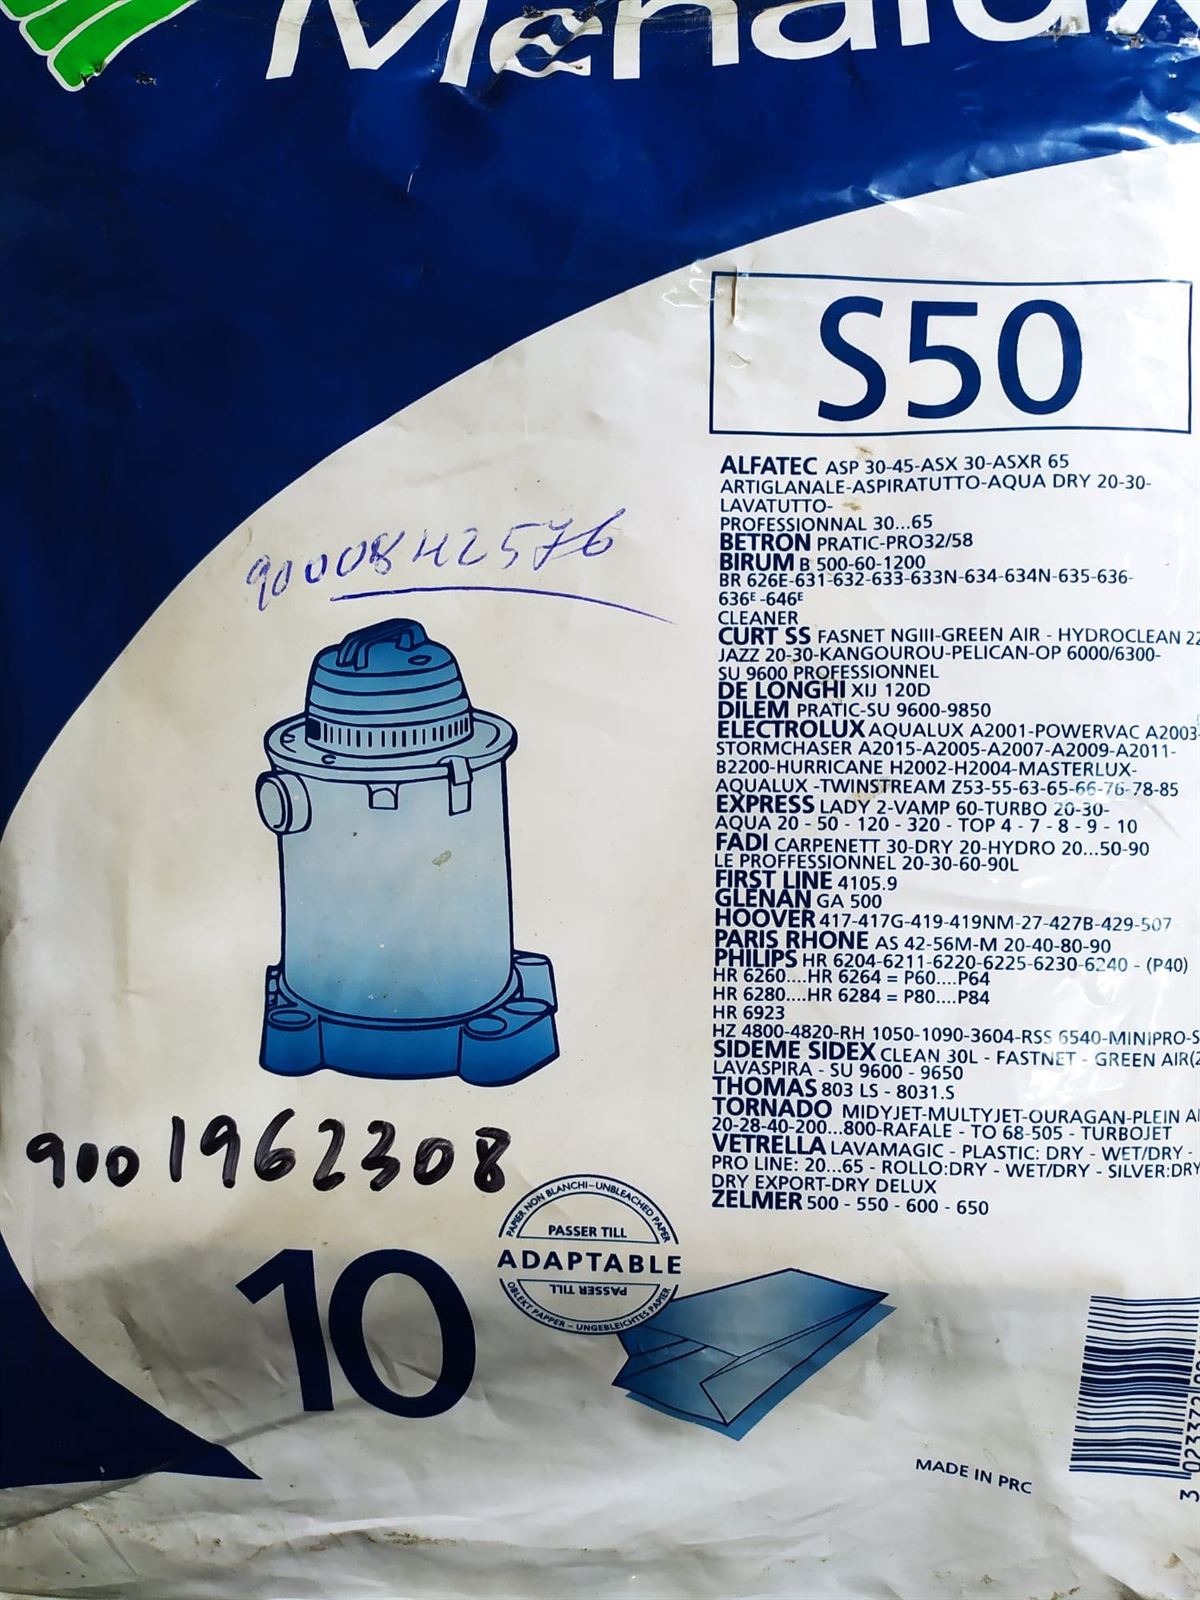 Menalux
S50
ALFATEC ASP 30-45-ASX 30-ASXR 65
ARTIGLANALE-ASPIRATUTTO-AQUA DRY 20-30-
LAVATUTTO-
PROFESSIONNAL 30...65
BETRON PRATIC-PRO32/58
BIRUM B 500-60-1200
BR 626E-631-632-633-633N-634-634N-635-636-
636E -646E
CLEANER
CURT SS FASNET NGIII-GREEN AIR - HYDROCLEAN 22
JAZZ 20-30-KANGOUROU-PELICAN-OP 6000/6300-
SU 9600 PROFESSIONNEL
DE LONGHI XIJ 120D
DILEM PRATIC-SU 9600-9850
ELECTROLUX AQUALUX A2001-POWERVAC A2003-
STORMCHASER A2015-A2005-A2007-A2009-A2011-
B2200-HURRICANE H2002-H2004-MASTERLUX-
AQUALUX -TWINSTREAM Z53-55-63-65-66-76-78-85
EXPRESS LADY 2-VAMP 60-TURBO 20-30-
AQUA 20 - 50 - 120 - 320 - TOP 4 - 7 - 8 - 9 - 10
FADI CARPENETT 30-DRY 20-HYDRO 20...50-90
LE PROFFESSIONNEL 20-30-60-90L
FIRST LINE 4105.9
GLENAN GA 500
HOOVER 417-417G-419-419NM-27-427B-429-507
PARIS RHONE AS 42-56M-M 20-40-80-90
PHILIPS HR 6204-6211-6220-6225-6230-6240 - (P40)
HR 6260....HR 6264 = P60....P64
HR 6280....HR 6284 = P80....P84
HR 6923
HZ 4800-4820-RH 1050-1090-3604-RSS 6540-MINIPRO-S
SIDEME SIDEX CLEAN 30L - FASTNET - GREEN AIR(2
LAVASPIRA - SU 9600 - 9650
THOMAS 803 LS - 8031.S
TORNADO MIDYJET-MULTYJET-OURAGAN-PLEIN AI
20-28-40-200...800-RAFALE - TO 68-505 - TURBOJET
VETRELLA LAVAMAGIC - PLASTIC: DRY - WET/DRY -
PRO LINE: 20...65 - ROLLO:DRY - WET/DRY - SILVER:DRY
DRY EXPORT-DRY DELUX
ZELMER 500 - 550 - 600 - 650
900842576
9001962308
PAPIER NON BLANCHI-UNBLEACHED PAPER
PASSER TILL
ADAPTABLE
PASSER TILL
OBLEKT PAPPER - UNGEBLEICHTES PAPIER
10
MADE IN PRC